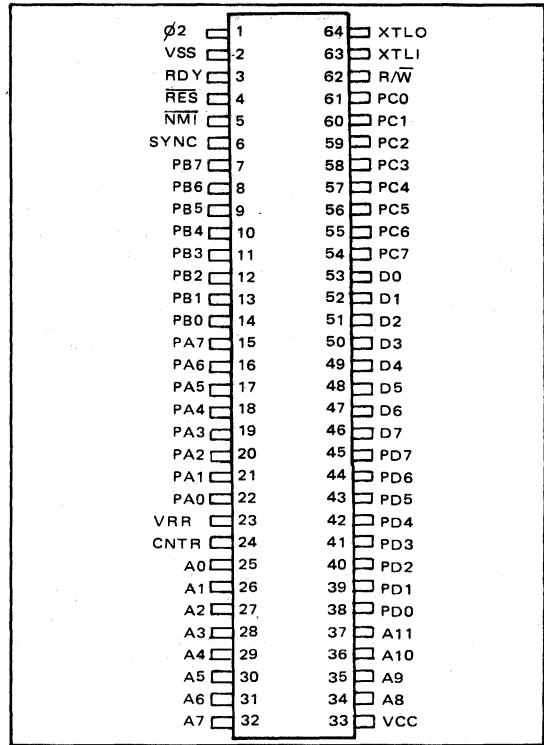 Ø2 1 64 XTLO
VSS 2 63 XTLI
RDY 3 62 R/W̅
R̅E̅S̅ 4 61 PC0
N̅M̅I̅ 5 60 PC1
SYNC 6 59 PC2
PB7 7 58 PC3
PB6 8 57 PC4
PB5 9 56 PC5
PB4 10 55 PC6
PB3 11 54 PC7
PB2 12 53 D0
PB1 13 52 D1
PB0 14 51 D2
PA7 15 50 D3
PA6 16 49 D4
PA5 17 48 D5
PA4 18 47 D6
PA3 19 46 D7
PA2 20 45 PD7
PA1 21 44 PD6
PA0 22 43 PD5
VRR 23 42 PD4
CNTR 24 41 PD3
A0 25 40 PD2
A1 26 39 PD1
A2 27 38 PD0
A3 28 37 A11
A4 29 36 A10
A5 30 35 A9
A6 31 34 A8
A7 32 33 VCC